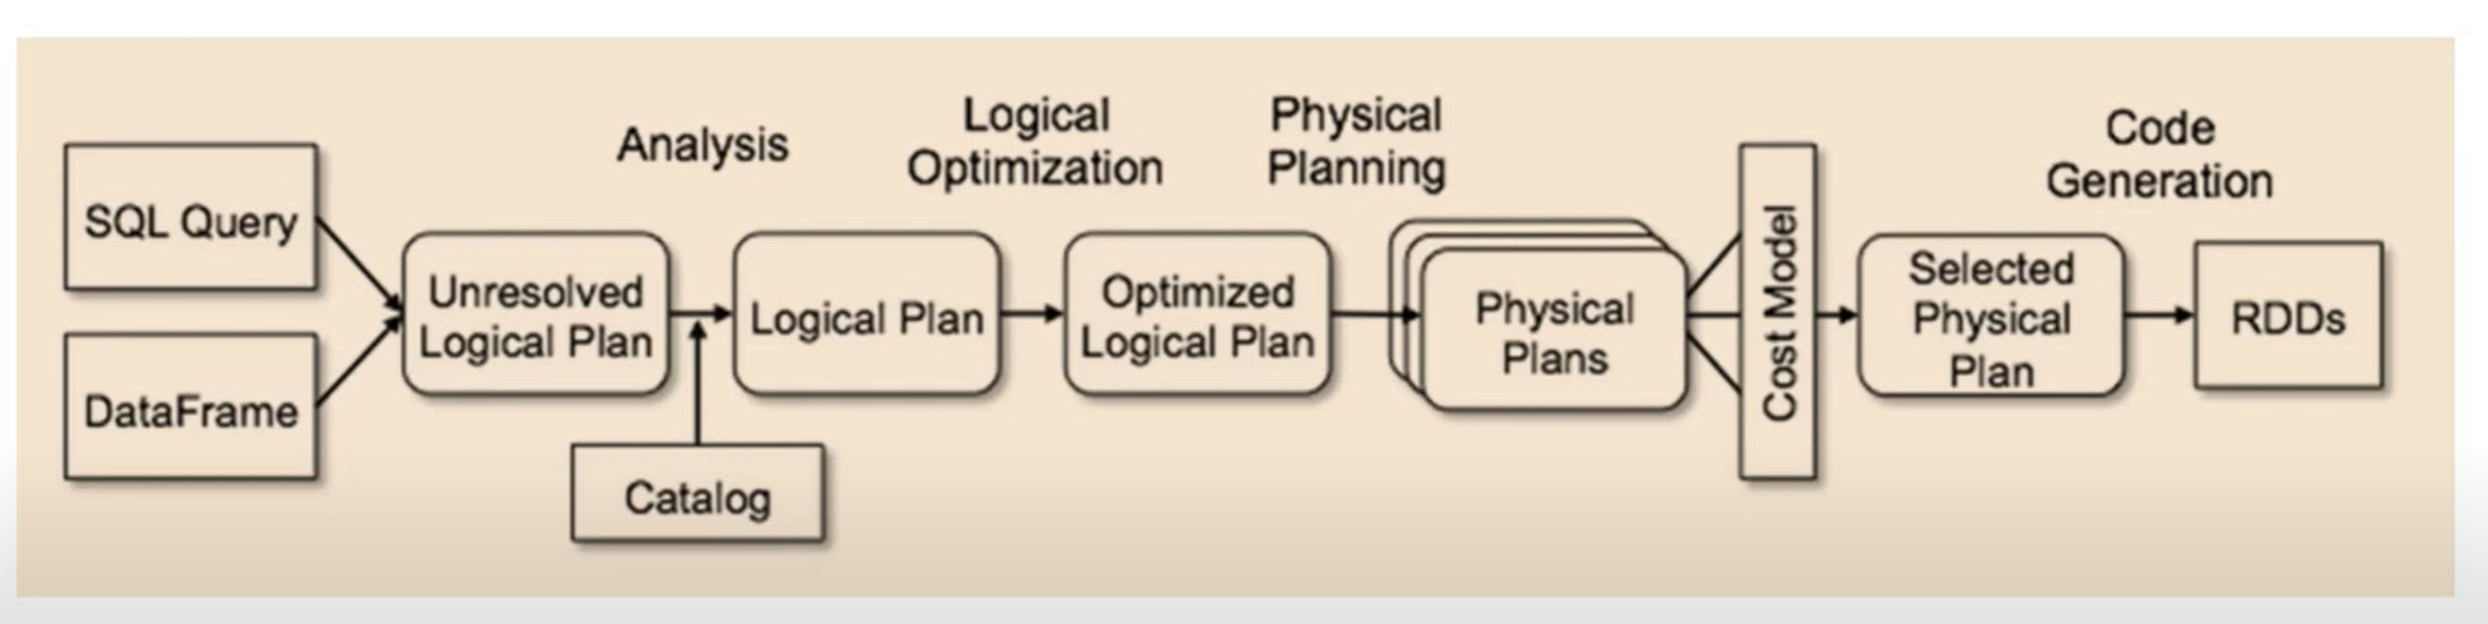 SQL Query
DataFrame
Unresolved
Logical Plan
Analysis
Catalog
Logical Plan
Logical
Optimization
Optimized
Logical Plan
Physical
Planning
Physical
Plans
Cost Model
Selected
Physical
Plan
Code
Generation
RDDs